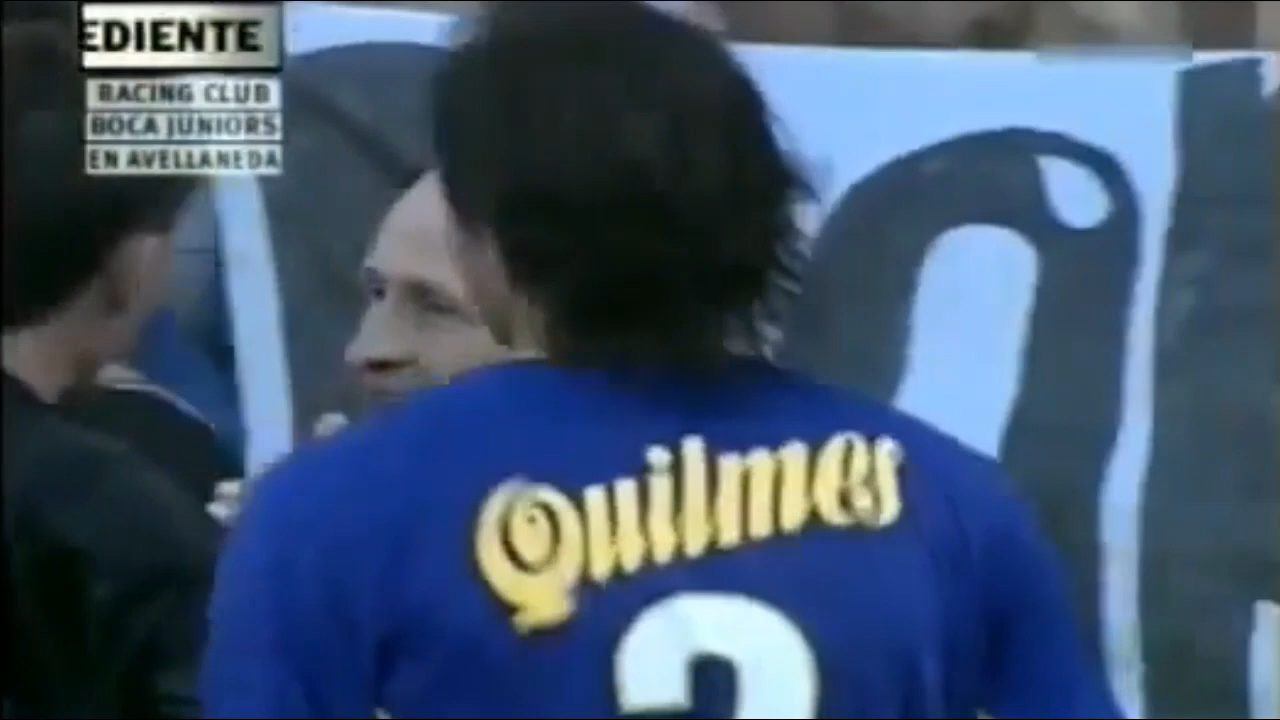 EDIENTE
RACING CLUB
BOCA JUNIORS
EN AVELLANEDA
Quilmes